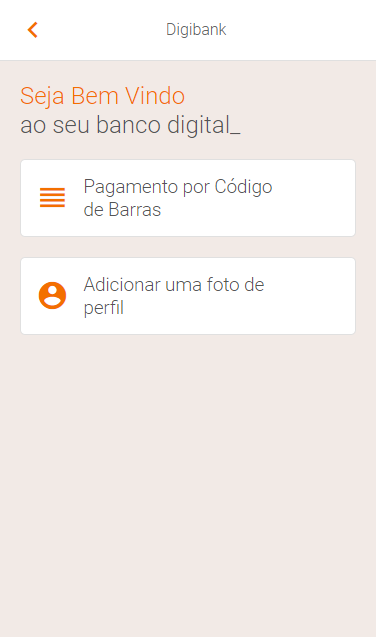 Digibank
Seja Bem Vindo
ao seu banco digital_
Pagamento por Código
de Barras
Adicionar uma foto de
perfil